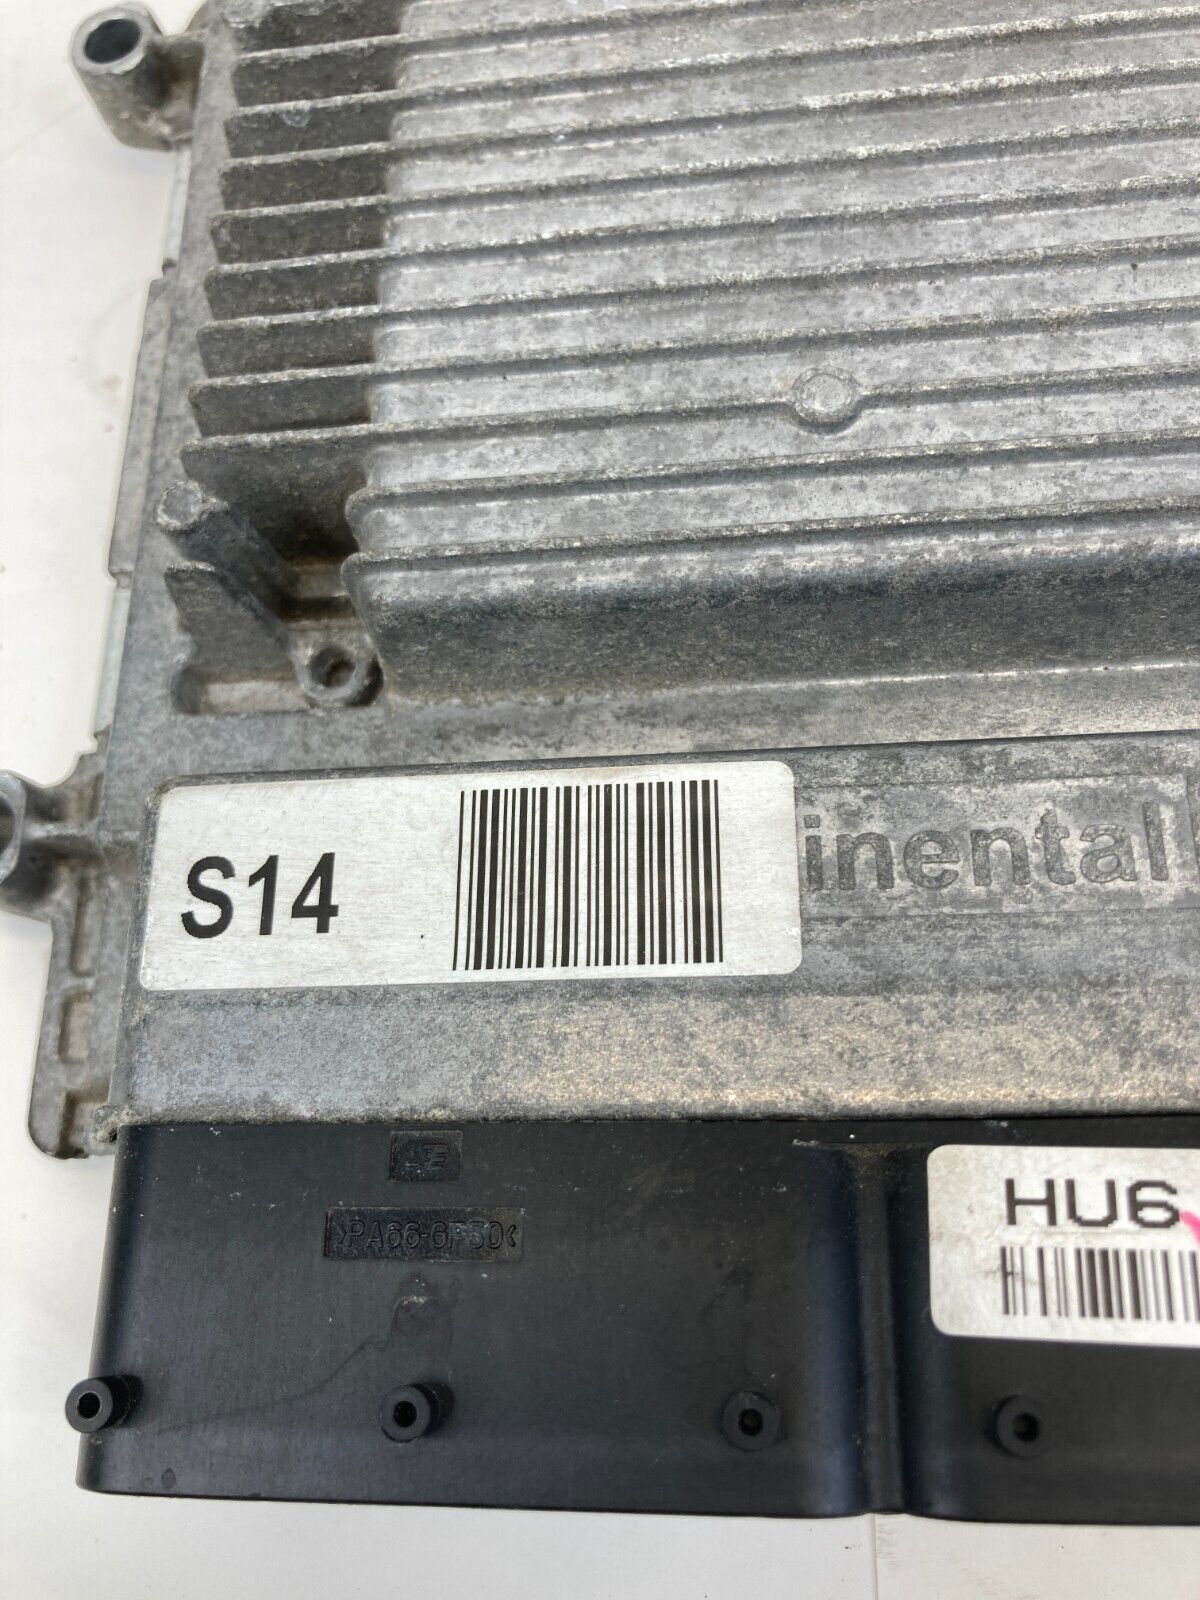 S14
inental
>PA66-GF30<
HU6